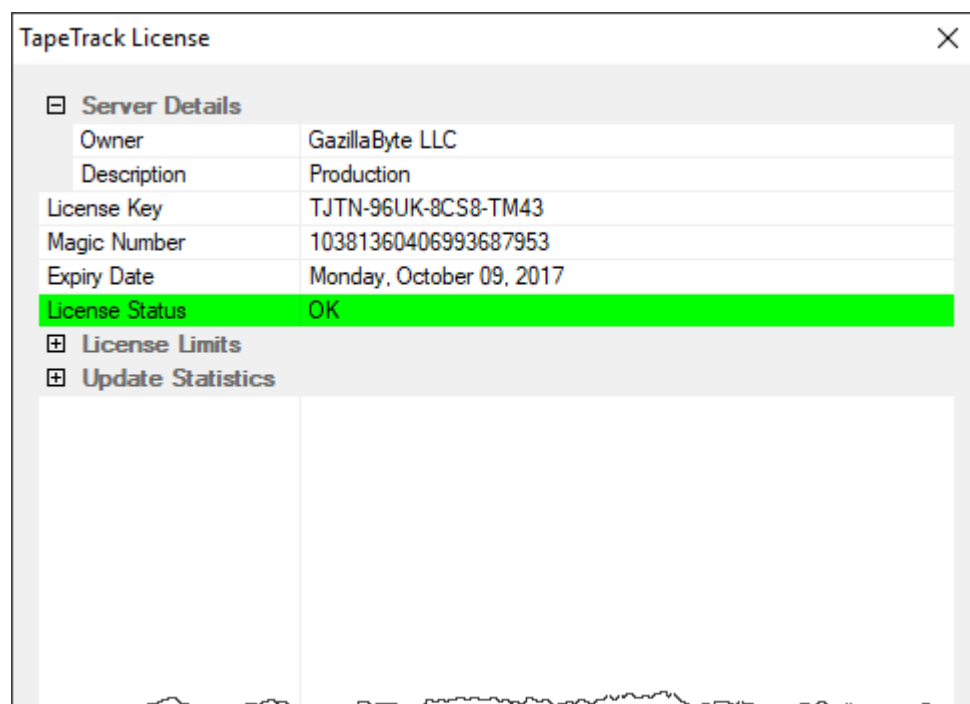 TapeTrack License
Server Details
Owner GazillaByte LLC
Description Production
License Key TJTN-96UK-8CS8-TM43
Magic Number 10381360406993687953
Expiry Date Monday, October 09, 2017
License Status OK
License Limits
Update Statistics